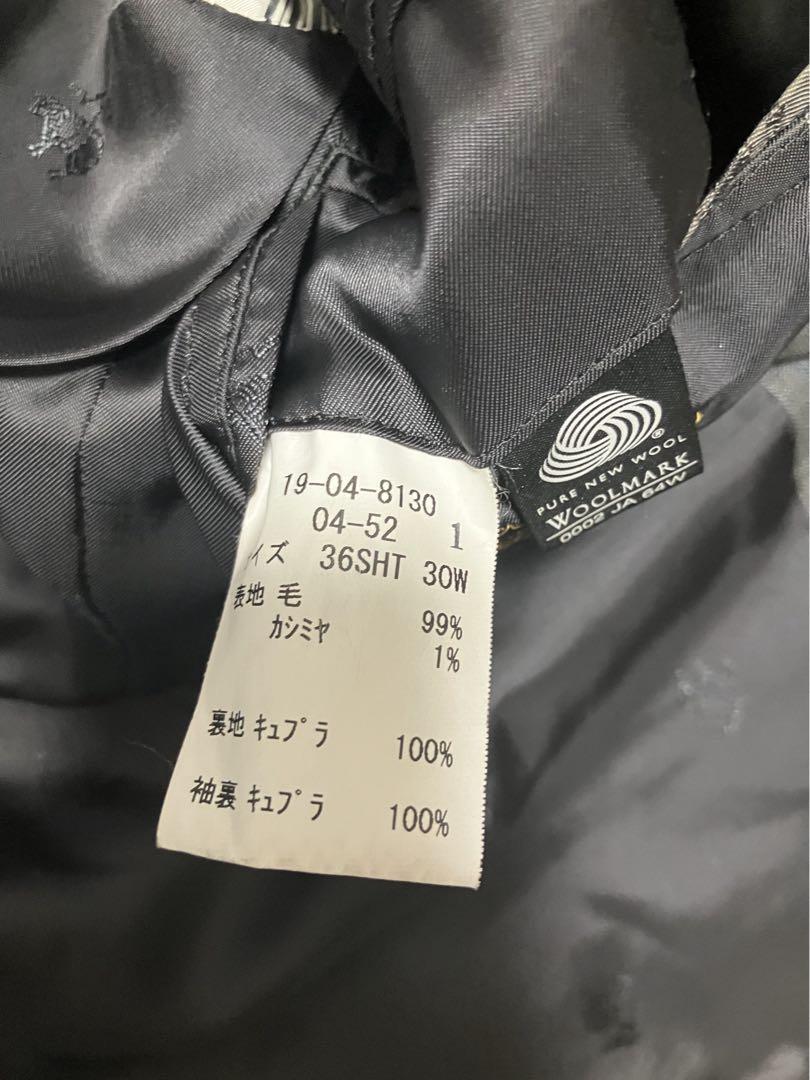 19-04-8130
04-52 1
イズ 36SHT 30W
表地 毛 99%
カシミヤ 1%
裏地 キュプラ 100%
袖裏 キュプラ 100%
PURE NEW WOOL
WOOLMARK
0002 JA 64W